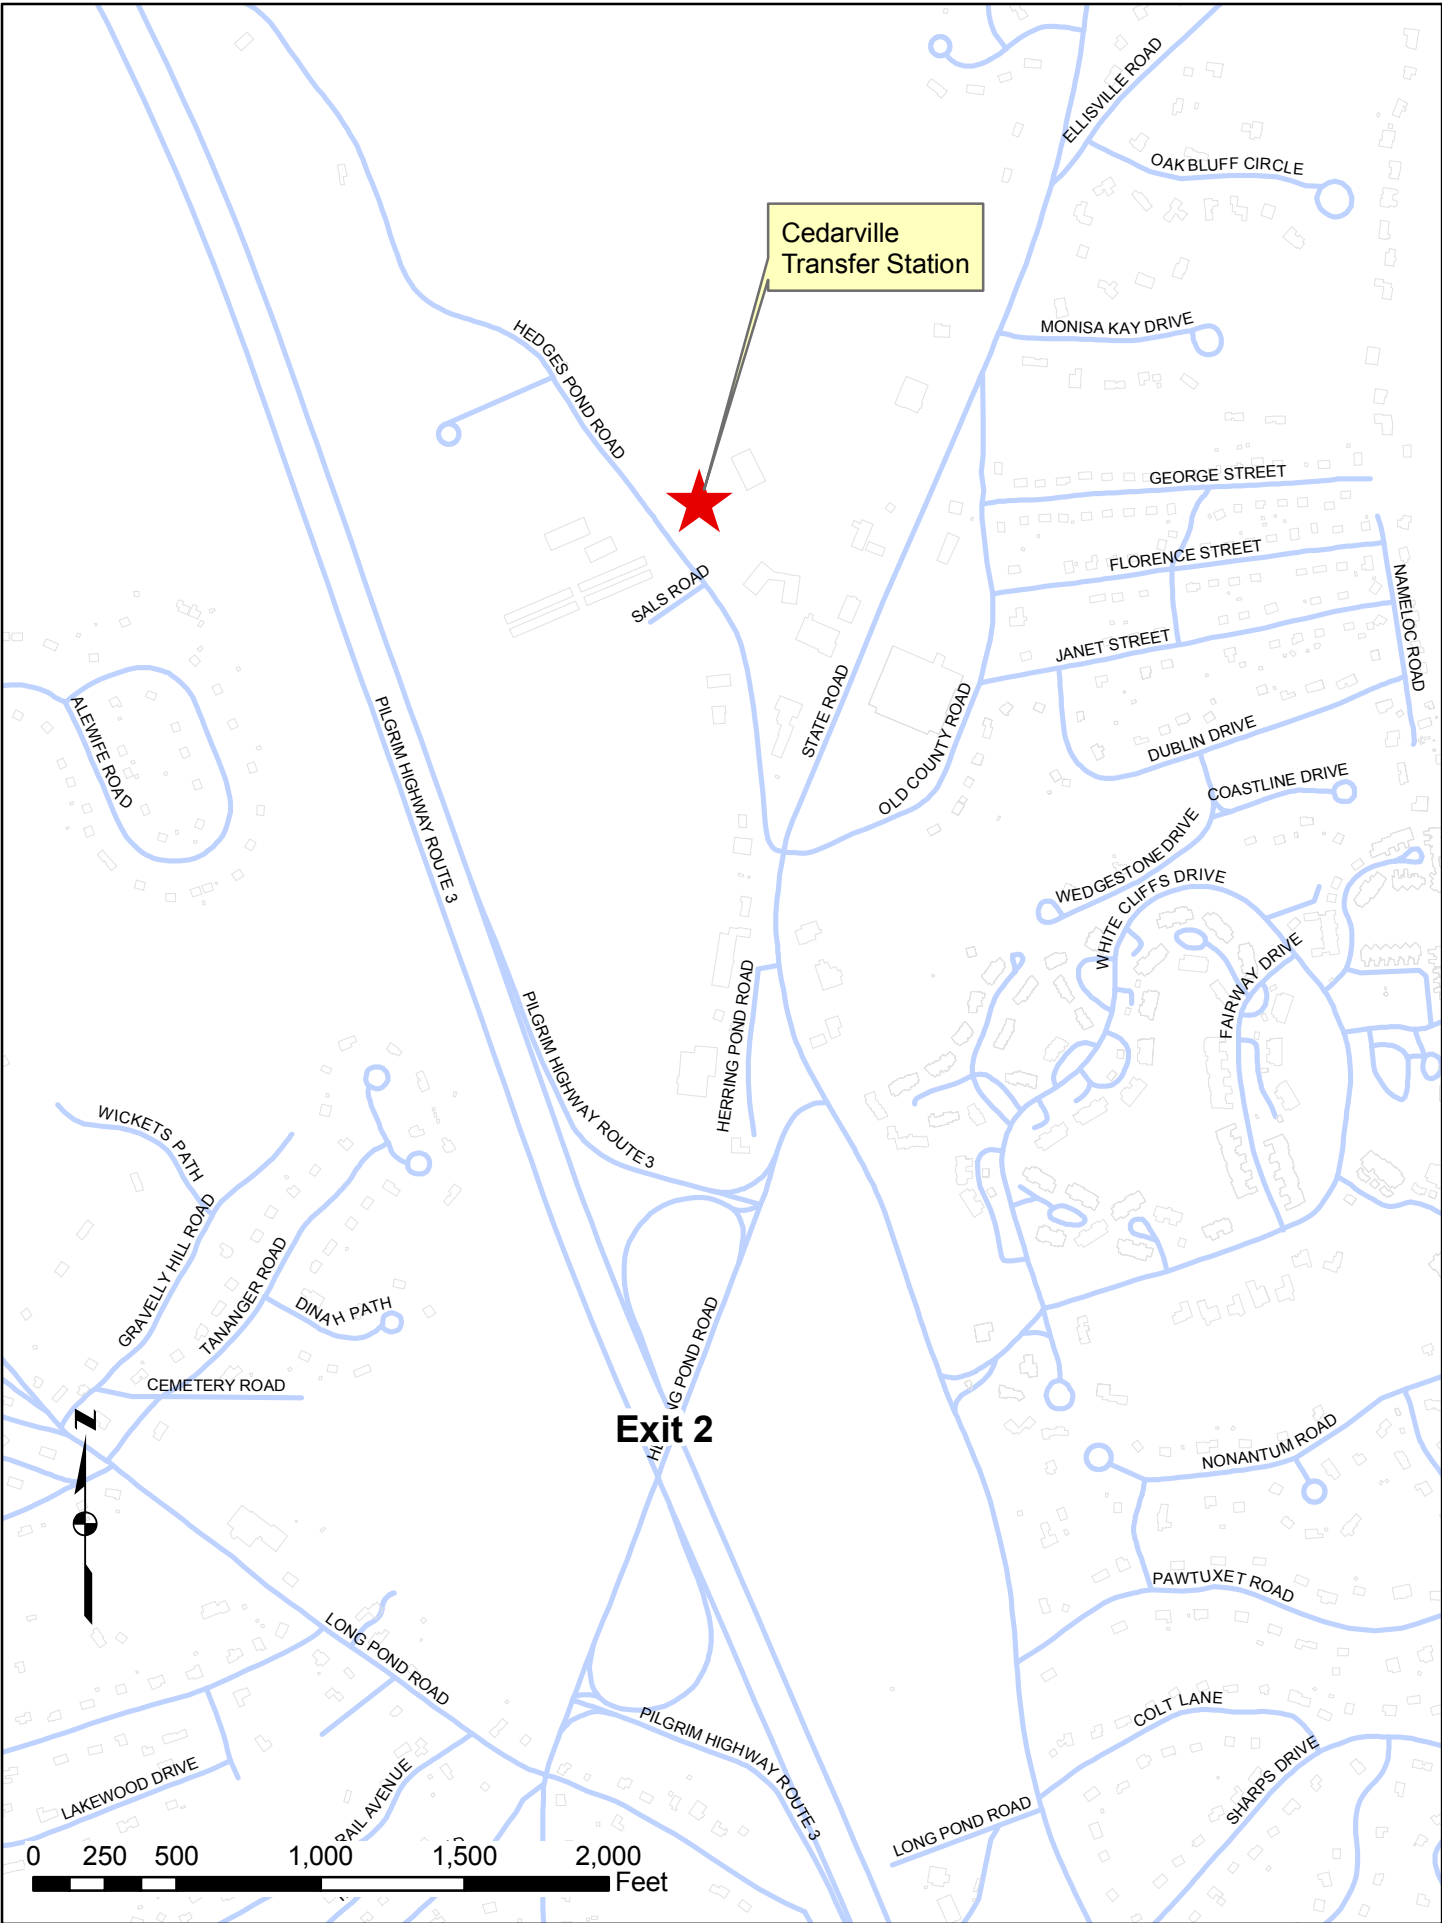 ELLISVILLE ROAD
OAK BLUFF CIRCLE
Cedarville
Transfer Station
MONISA KAY DRIVE
HEDGES POND ROAD
GEORGE STREET
FLORENCE STREET
NAMELOC ROAD
SALS ROAD
JANET STREET
STATE ROAD
OLD COUNTY ROAD
ALEWIFE ROAD
PILGRIM HIGHWAY ROUTE 3
DUBLIN DRIVE
COASTLINE DRIVE
WEDGESTONE DRIVE
WHITE CLIFFS DRIVE
FAIRWAY DRIVE
HERRING POND ROAD
PILGRIM HIGHWAY ROUTE 3
WICKETS PATH
GRAVELLY HILL ROAD
TANANGER ROAD
DINAH PATH
CEMETERY ROAD
NG POND ROAD
Exit 2
Z
NONANTUM ROAD
PAWTUXET ROAD
LONG POND ROAD
COLT LANE
PILGRIM HIGHWAY ROUTE 3
SHARPS DRIVE
LAKEWOOD DRIVE
RAIL AVENUE
LONG POND ROAD
0 250 500 1,000 1,500 2,000
Feet